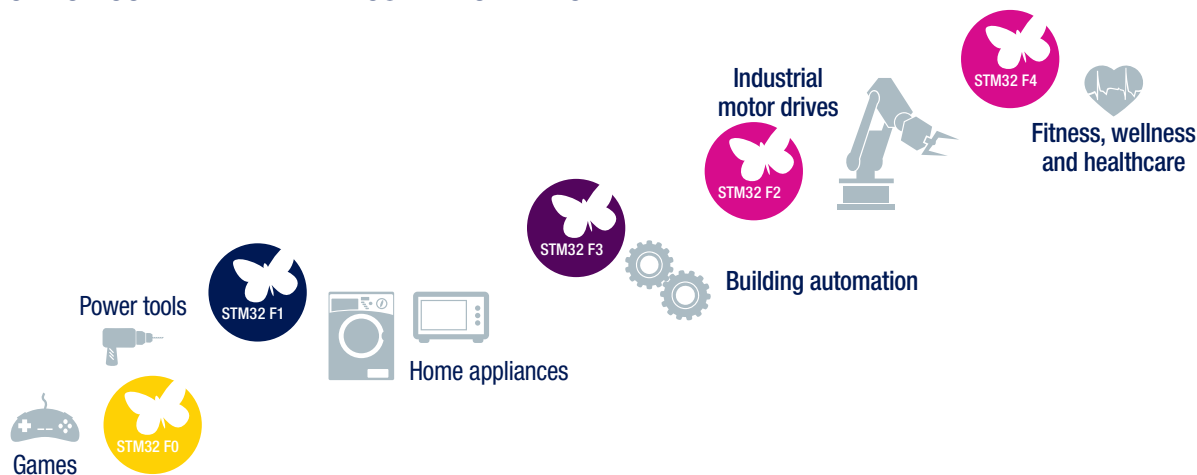 STM32 F4
Industrial
motor drives
Fitness, wellness
and healthcare
STM32 F2
STM32 F3
Building automation
Power tools
STM32 F1
Home appliances
STM32 F0
Games